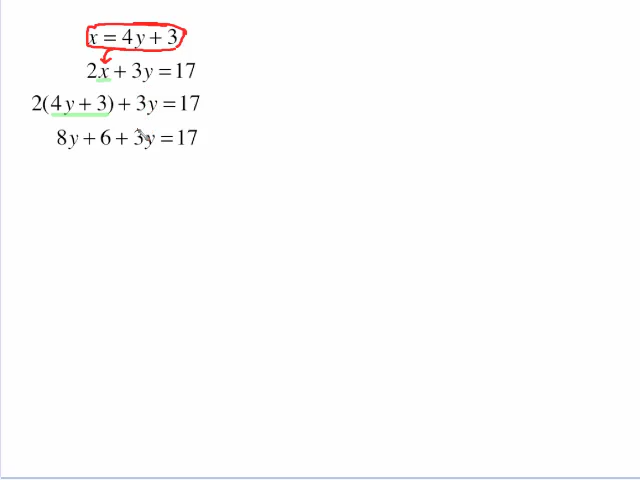 x = 4y + 3
2x + 3y = 17
2(4y + 3) + 3y = 17
8y + 6 + 3y = 17